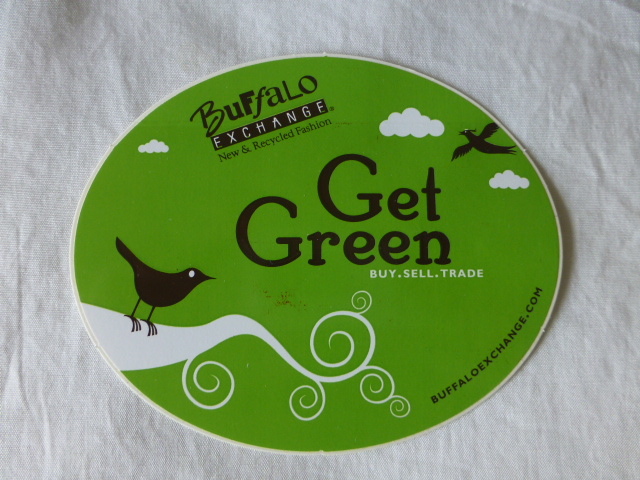 BuffaLo
EXCHANGE®
New & Recycled Fashion
Get
Green
BUY.SELL.TRADE
BUFFALOEXCHANGE.COM